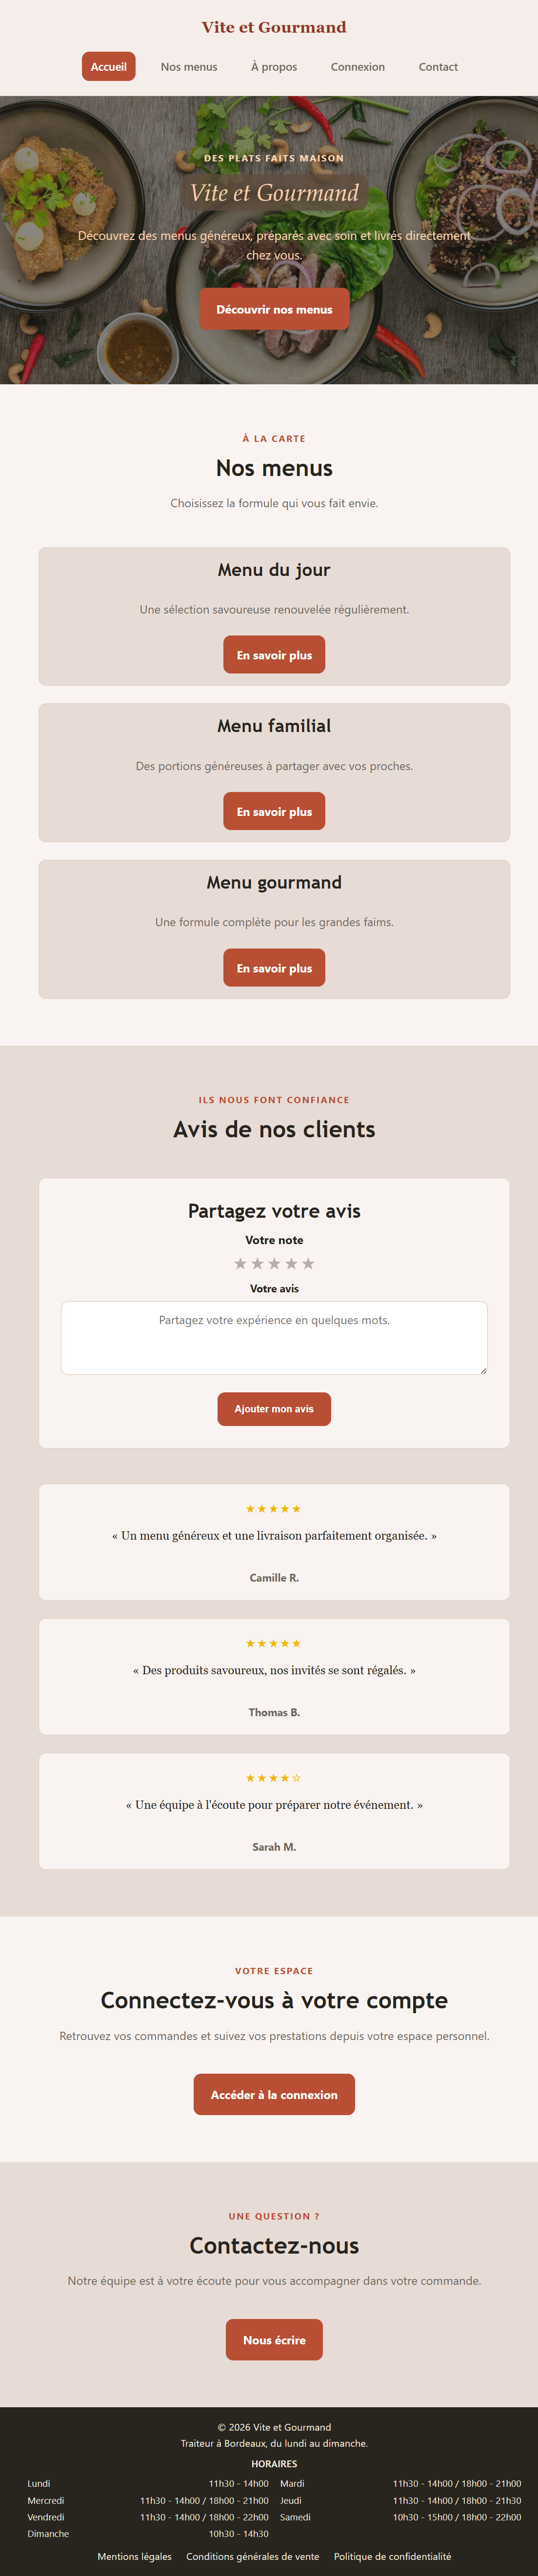 Vite et Gourmand
Accueil Nos menus À propos Connexion Contact
DES PLATS FAITS MAISON
Vite et Gourmand
Découvrez des menus généreux, préparés avec soin et livrés directement
chez vous.
Découvrir nos menus
À LA CARTE
Nos menus
Choisissez la formule qui vous fait envie.
Menu du jour
Une sélection savoureuse renouvelée régulièrement.
En savoir plus
Menu familial
Des portions généreuses à partager avec vos proches.
En savoir plus
Menu gourmand
Une formule complète pour les grandes faims.
En savoir plus
ILS NOUS FONT CONFIANCE
Avis de nos clients
Partagez votre avis
Votre note
★★★★★
Votre avis
Partagez votre expérience en quelques mots.
Ajouter mon avis
★★★★★
« Un menu généreux et une livraison parfaitement organisée. »
Camille R.
★★★★★
« Des produits savoureux, nos invités se sont régalés. »
Thomas B.
★★★★☆
« Une équipe à l'écoute pour préparer notre événement. »
Sarah M.
VOTRE ESPACE
Connectez-vous à votre compte
Retrouvez vos commandes et suivez vos prestations depuis votre espace personnel.
Accéder à la connexion
UNE QUESTION ?
Contactez-nous
Notre équipe est à votre écoute pour vous accompagner dans votre commande.
Nous écrire
© 2026 Vite et Gourmand
Traiteur à Bordeaux, du lundi au dimanche.
HORAIRES
Lundi 11h30 - 14h00 Mardi 11h30 - 14h00 / 18h00 - 21h00
Mercredi 11h30 - 14h00 / 18h00 - 21h00 Jeudi 11h30 - 14h00 / 18h00 - 21h30
Vendredi 11h30 - 14h00 / 18h00 - 22h00 Samedi 10h30 - 15h00 / 18h00 - 22h00
Dimanche 10h30 - 14h30
Mentions légales Conditions générales de vente Politique de confidentialité